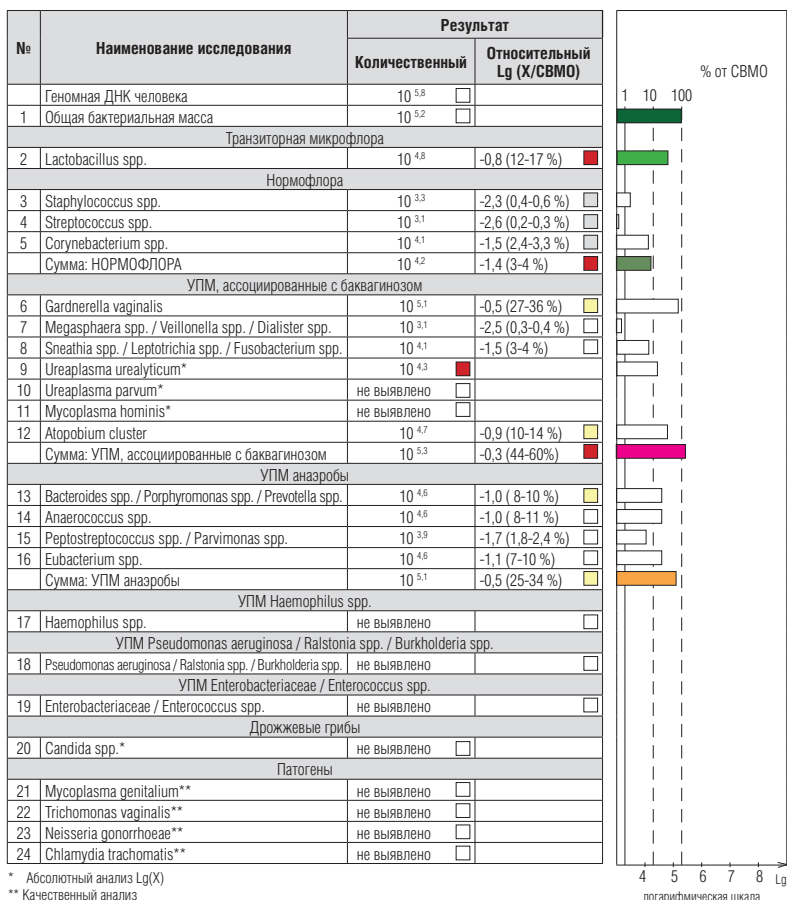 № Наименование исследования Результат
Количественный Относительный Lg (X/СВМО)
% от СВМО
1 10 100
Геномная ДНК человека 10 5,8
1 Общая бактериальная масса 10 5,2
Транзиторная микрофлора
2 Lactobacillus spp. 10 4,8 -0,8 (12-17 %)
Нормофлора
3 Staphylococcus spp. 10 3,3 -2,3 (0,4-0,6 %)
4 Streptococcus spp. 10 3,1 -2,6 (0,2-0,3 %)
5 Corynebacterium spp. 10 4,1 -1,5 (2,4-3,3 %)
Сумма: НОРМОФЛОРА 10 4,2 -1,4 (3-4 %)
УПМ, ассоциированные с баквагинозом
6 Gardnerella vaginalis 10 5,1 -0,5 (27-36 %)
7 Megasphaera spp. / Veillonella spp. / Dialister spp. 10 3,1 -2,5 (0,3-0,4 %)
8 Sneathia spp. / Leptotrichia spp. / Fusobacterium spp. 10 4,1 -1,5 (3-4 %)
9 Ureaplasma urealyticum* 10 4,3
10 Ureaplasma parvum* не выявлено
11 Mycoplasma hominis* не выявлено
12 Atopobium cluster 10 4,7 -0,9 (10-14 %)
Сумма: УПМ, ассоциированные с баквагинозом 10 5,3 -0,3 (44-60%)
УПМ анаэробы
13 Bacteroides spp. / Porphyromonas spp. / Prevotella spp. 10 4,6 -1,0 ( 8-10 %)
14 Anaerococcus spp. 10 4,6 -1,0 ( 8-11 %)
15 Peptostreptococcus spp. / Parvimonas spp. 10 3,9 -1,7 (1,8-2,4 %)
16 Eubacterium spp. 10 4,6 -1,1 (7-10 %)
Сумма: УПМ анаэробы 10 5,1 -0,5 (25-34 %)
УПМ Haemophilus spp.
17 Haemophilus spp. не выявлено
УПМ Pseudomonas aeruginosa / Ralstonia spp. / Burkholderia spp.
18 Pseudomonas aeruginosa / Ralstonia spp. / Burkholderia spp. не выявлено
УПМ Enterobacteriaceae / Enterococcus spp.
19 Enterobacteriaceae / Enterococcus spp. не выявлено
Дрожжевые грибы
20 Candida spp.* не выявлено
Патогены
21 Mycoplasma genitalium** не выявлено
22 Trichomonas vaginalis** не выявлено
23 Neisseria gonorrhoeae** не выявлено
24 Chlamydia trachomatis** не выявлено
4 5 6 7 8 Lg
логарифмическая шкала
* Абсолютный анализ Lg(X)
** Качественный анализ